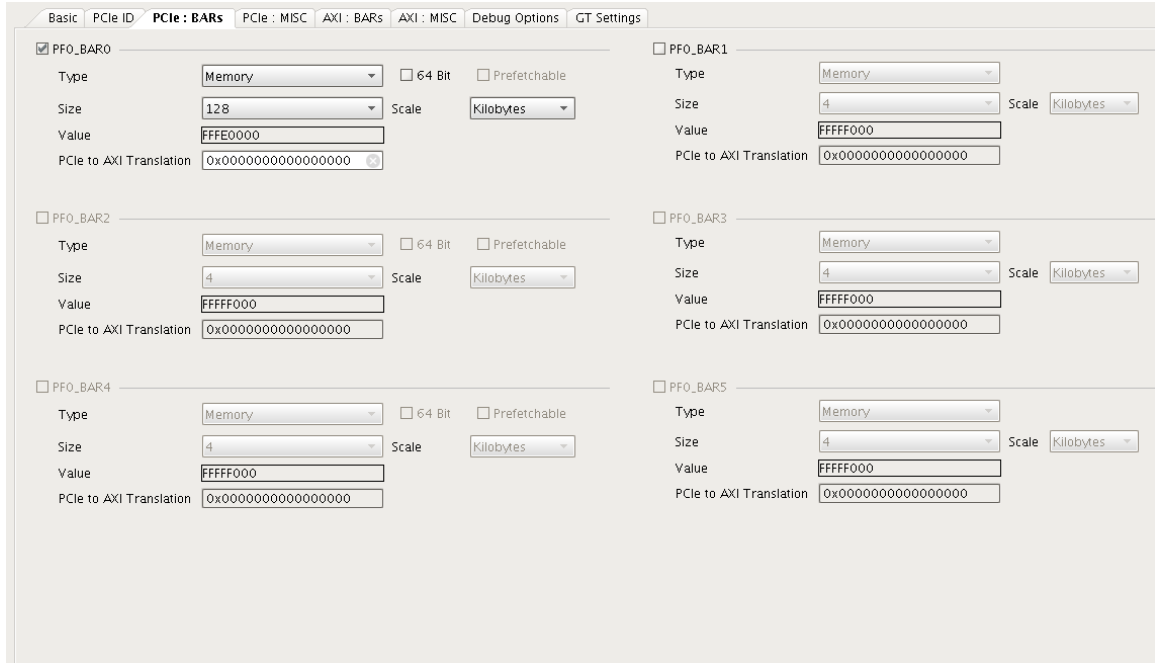 Basic PCIe ID PCIe : BARs PCIe : MISC AXI : BARs AXI : MISC Debug Options GT Settings
PF0_BAR0
Type Memory 64 Bit Prefetchable
Size 128 Scale Kilobytes
Value FFFE0000
PCIe to AXI Translation 0x0000000000000000
PF0_BAR1
Type Memory
Size 4 Scale Kilobytes
Value FFFFF000
PCIe to AXI Translation 0x0000000000000000
PF0_BAR2
Type Memory 64 Bit Prefetchable
Size 4 Scale Kilobytes
Value FFFFF000
PCIe to AXI Translation 0x0000000000000000
PF0_BAR3
Type Memory
Size 4 Scale Kilobytes
Value FFFFF000
PCIe to AXI Translation 0x0000000000000000
PF0_BAR4
Type Memory 64 Bit Prefetchable
Size 4 Scale Kilobytes
Value FFFFF000
PCIe to AXI Translation 0x0000000000000000
PF0_BAR5
Type Memory
Size 4 Scale Kilobytes
Value FFFFF000
PCIe to AXI Translation 0x0000000000000000